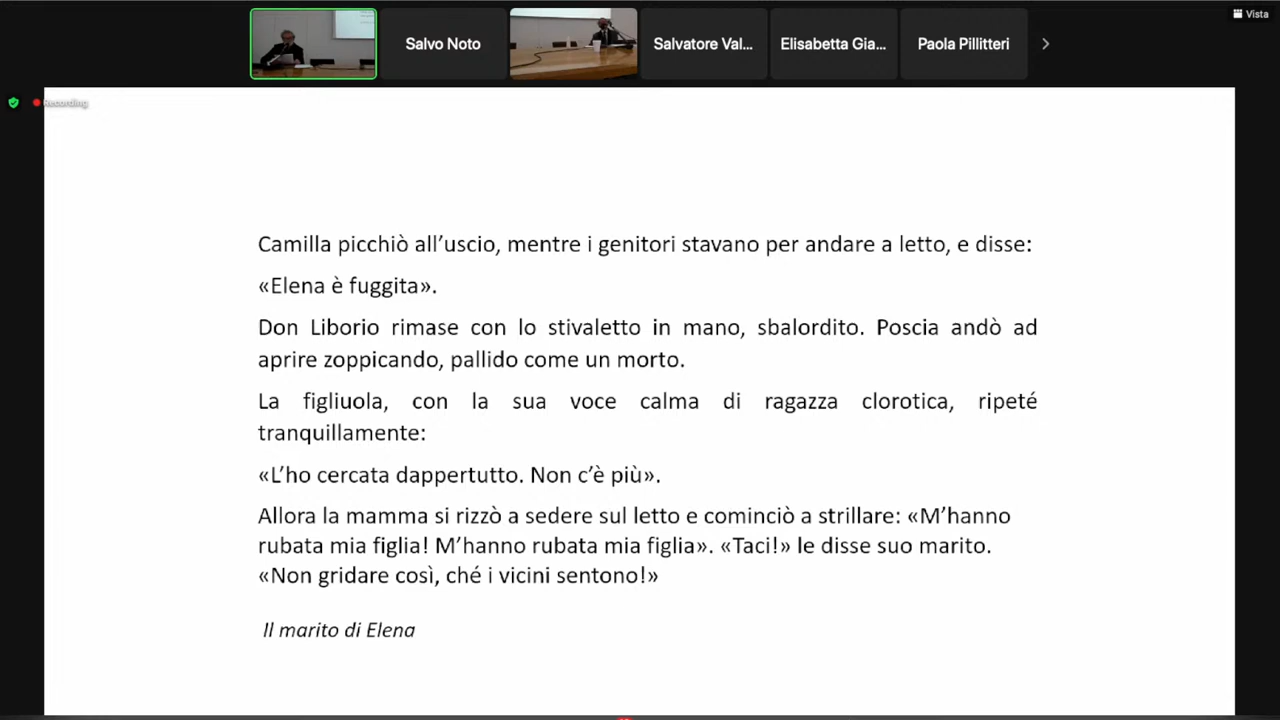 Vista
Salvo Noto
Salvatore Val...
Elisabetta Gia...
Paola Pillitteri
Recording
Camilla picchiò all’uscio, mentre i genitori stavano per andare a letto, e disse:
«Elena è fuggita».
Don Liborio rimase con lo stivaletto in mano, sbalordito. Poscia andò ad
aprire zoppicando, pallido come un morto.
La figliuola, con la sua voce calma di ragazza clorotica, ripeté
tranquillamente:
«L’ho cercata dappertutto. Non c’è più».
Allora la mamma si rizzò a sedere sul letto e cominciò a strillare: «M’hanno
rubata mia figlia! M’hanno rubata mia figlia». «Taci!» le disse suo marito.
«Non gridare così, ché i vicini sentono!»
Il marito di Elena